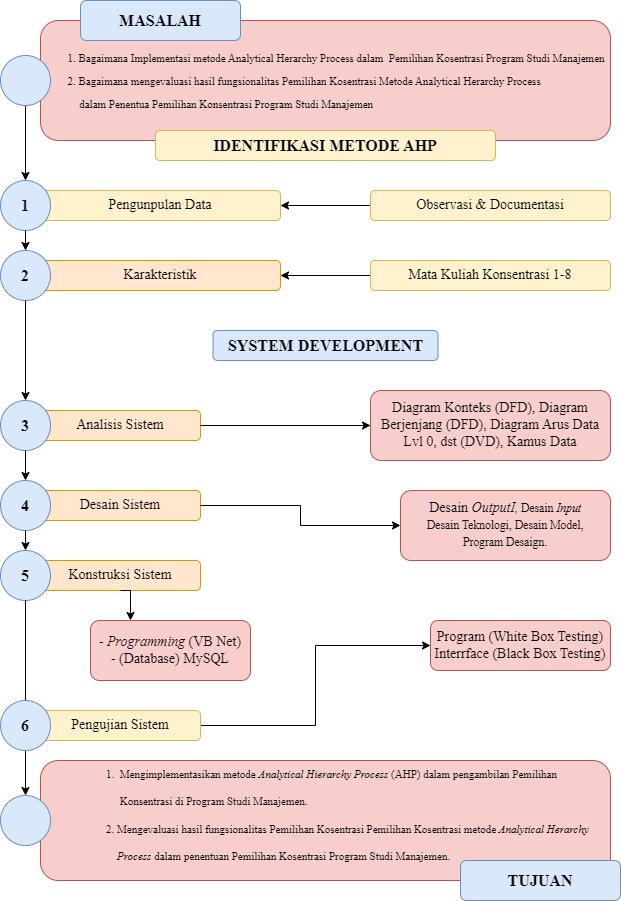 MASALAH
1. Bagaimana Implementasi metode Analytical Herarchy Process dalam Pemilihan Kosentrasi Program Studi Manajemen
2. Bagaimana mengevaluasi hasil fungsionalitas Pemilihan Kosentrasi Metode Analytical Herarchy Process
dalam Penentua Pemilihan Konsentrasi Program Studi Manajemen
IDENTIFIKASI METODE AHP
1
Pengunpulan Data
Observasi & Documentasi
2
Karakteristik
Mata Kuliah Konsentrasi 1-8
SYSTEM DEVELOPMENT
3
Analisis Sistem
Diagram Konteks (DFD), Diagram
Berjenjang (DFD), Diagram Arus Data
Lvl 0, dst (DVD), Kamus Data
4
Desain Sistem
Desain OutputI, Desain Input
Desain Teknologi, Desain Model,
Program Desaign.
5
Konstruksi Sistem
- Programming (VB Net)
- (Database) MySQL
Program (White Box Testing)
Interrface (Black Box Testing)
6
Pengujian Sistem
1. Mengimplementasikan metode Analytical Hierarchy Process (AHP) dalam pengambilan Pemilihan
Konsentrasi di Program Studi Manajemen.
2. Mengevaluasi hasil fungsionalitas Pemilihan Kosentrasi Pemilihan Kosentrasi metode Analytical Herarchy
Process dalam penentuan Pemilihan Kosentrasi Program Studi Manajemen.
TUJUAN